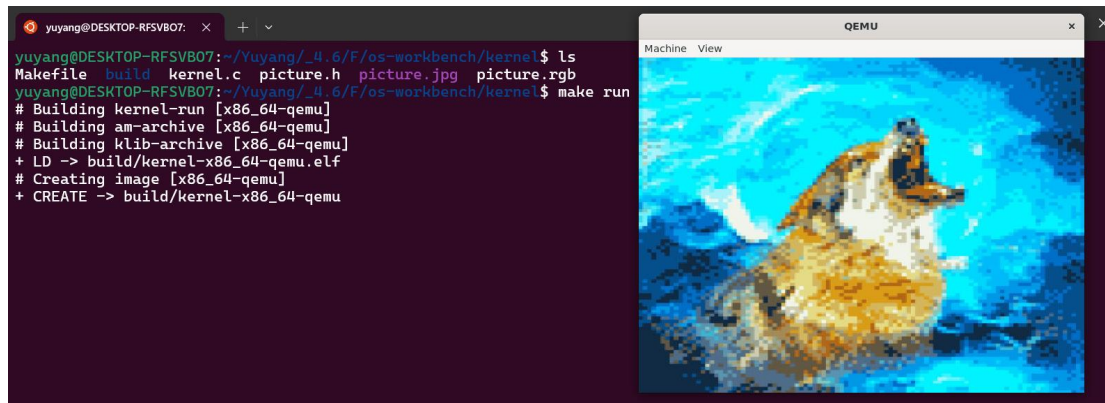 yuyang@DESKTOP-RFSVBO7: × + ⌄
yuyang@DESKTOP-RFSVBO7:~/Yuyang/_4.6/F/os-workbench/kernel$ ls
Makefile build kernel.c picture.h picture.jpg picture.rgb
yuyang@DESKTOP-RFSVBO7:~/Yuyang/_4.6/F/os-workbench/kernel$ make run
# Building kernel-run [x86_64-qemu]
# Building am-archive [x86_64-qemu]
# Building klib-archive [x86_64-qemu]
+ LD -> build/kernel-x86_64-qemu.elf
# Creating image [x86_64-qemu]
+ CREATE -> build/kernel-x86_64-qemu
QEMU ×
Machine View